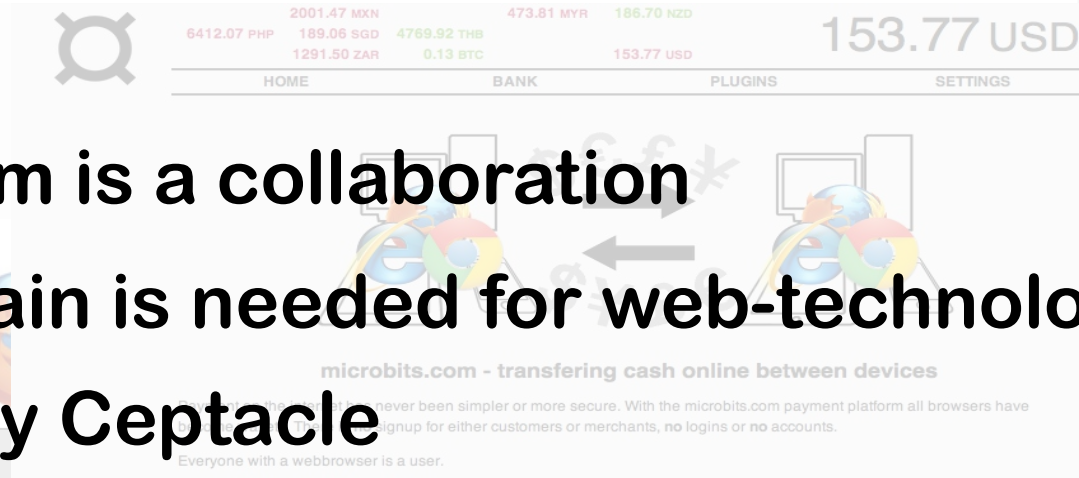 2001.47 MXN 473.81 MYR 186.70 NZD
6412.07 PHP 189.06 SGD 4769.92 THB
1291.50 ZAR 0.13 BTC 153.77 USD
153.77 USD
HOME BANK PLUGINS SETTINGS
m is a collaboration
ain is needed for web-technolo
microbits.com - transfering cash online between devices
y Ceptacle
never been simpler or more secure. With the microbits.com payment platform all browsers have
signup for either customers or merchants, no logins or no accounts.
Everyone with a webbrowser is a user.